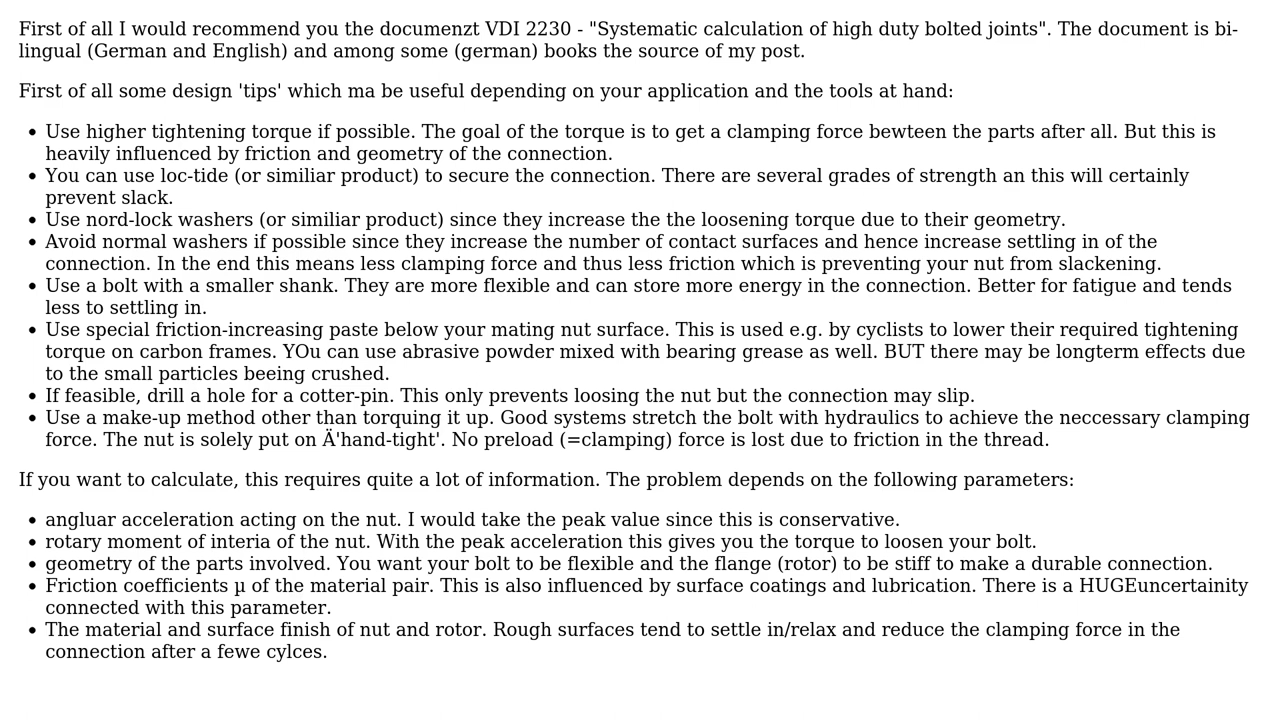 First of all I would recommend you the documenzt VDI 2230 - "Systematic calculation of high duty bolted joints". The document is bi-
lingual (German and English) and among some (german) books the source of my post.
First of all some design 'tips' which ma be useful depending on your application and the tools at hand:
• Use higher tightening torque if possible. The goal of the torque is to get a clamping force bewteen the parts after all. But this is
heavily influenced by friction and geometry of the connection.
• You can use loc-tide (or similiar product) to secure the connection. There are several grades of strength an this will certainly
prevent slack.
• Use nord-lock washers (or similiar product) since they increase the the loosening torque due to their geometry.
• Avoid normal washers if possible since they increase the number of contact surfaces and hence increase settling in of the
connection. In the end this means less clamping force and thus less friction which is preventing your nut from slackening.
• Use a bolt with a smaller shank. They are more flexible and can store more energy in the connection. Better for fatigue and tends
less to settling in.
• Use special friction-increasing paste below your mating nut surface. This is used e.g. by cyclists to lower their required tightening
torque on carbon frames. YOu can use abrasive powder mixed with bearing grease as well. BUT there may be longterm effects due
to the small particles beeing crushed.
• If feasible, drill a hole for a cotter-pin. This only prevents loosing the nut but the connection may slip.
• Use a make-up method other than torquing it up. Good systems stretch the bolt with hydraulics to achieve the neccessary clamping
force. The nut is solely put on Ä'hand-tight'. No preload (=clamping) force is lost due to friction in the thread.
If you want to calculate, this requires quite a lot of information. The problem depends on the following parameters:
• angluar acceleration acting on the nut. I would take the peak value since this is conservative.
• rotary moment of interia of the nut. With the peak acceleration this gives you the torque to loosen your bolt.
• geometry of the parts involved. You want your bolt to be flexible and the flange (rotor) to be stiff to make a durable connection.
• Friction coefficients µ of the material pair. This is also influenced by surface coatings and lubrication. There is a HUGEuncertainity
connected with this parameter.
• The material and surface finish of nut and rotor. Rough surfaces tend to settle in/relax and reduce the clamping force in the
connection after a fewe cylces.